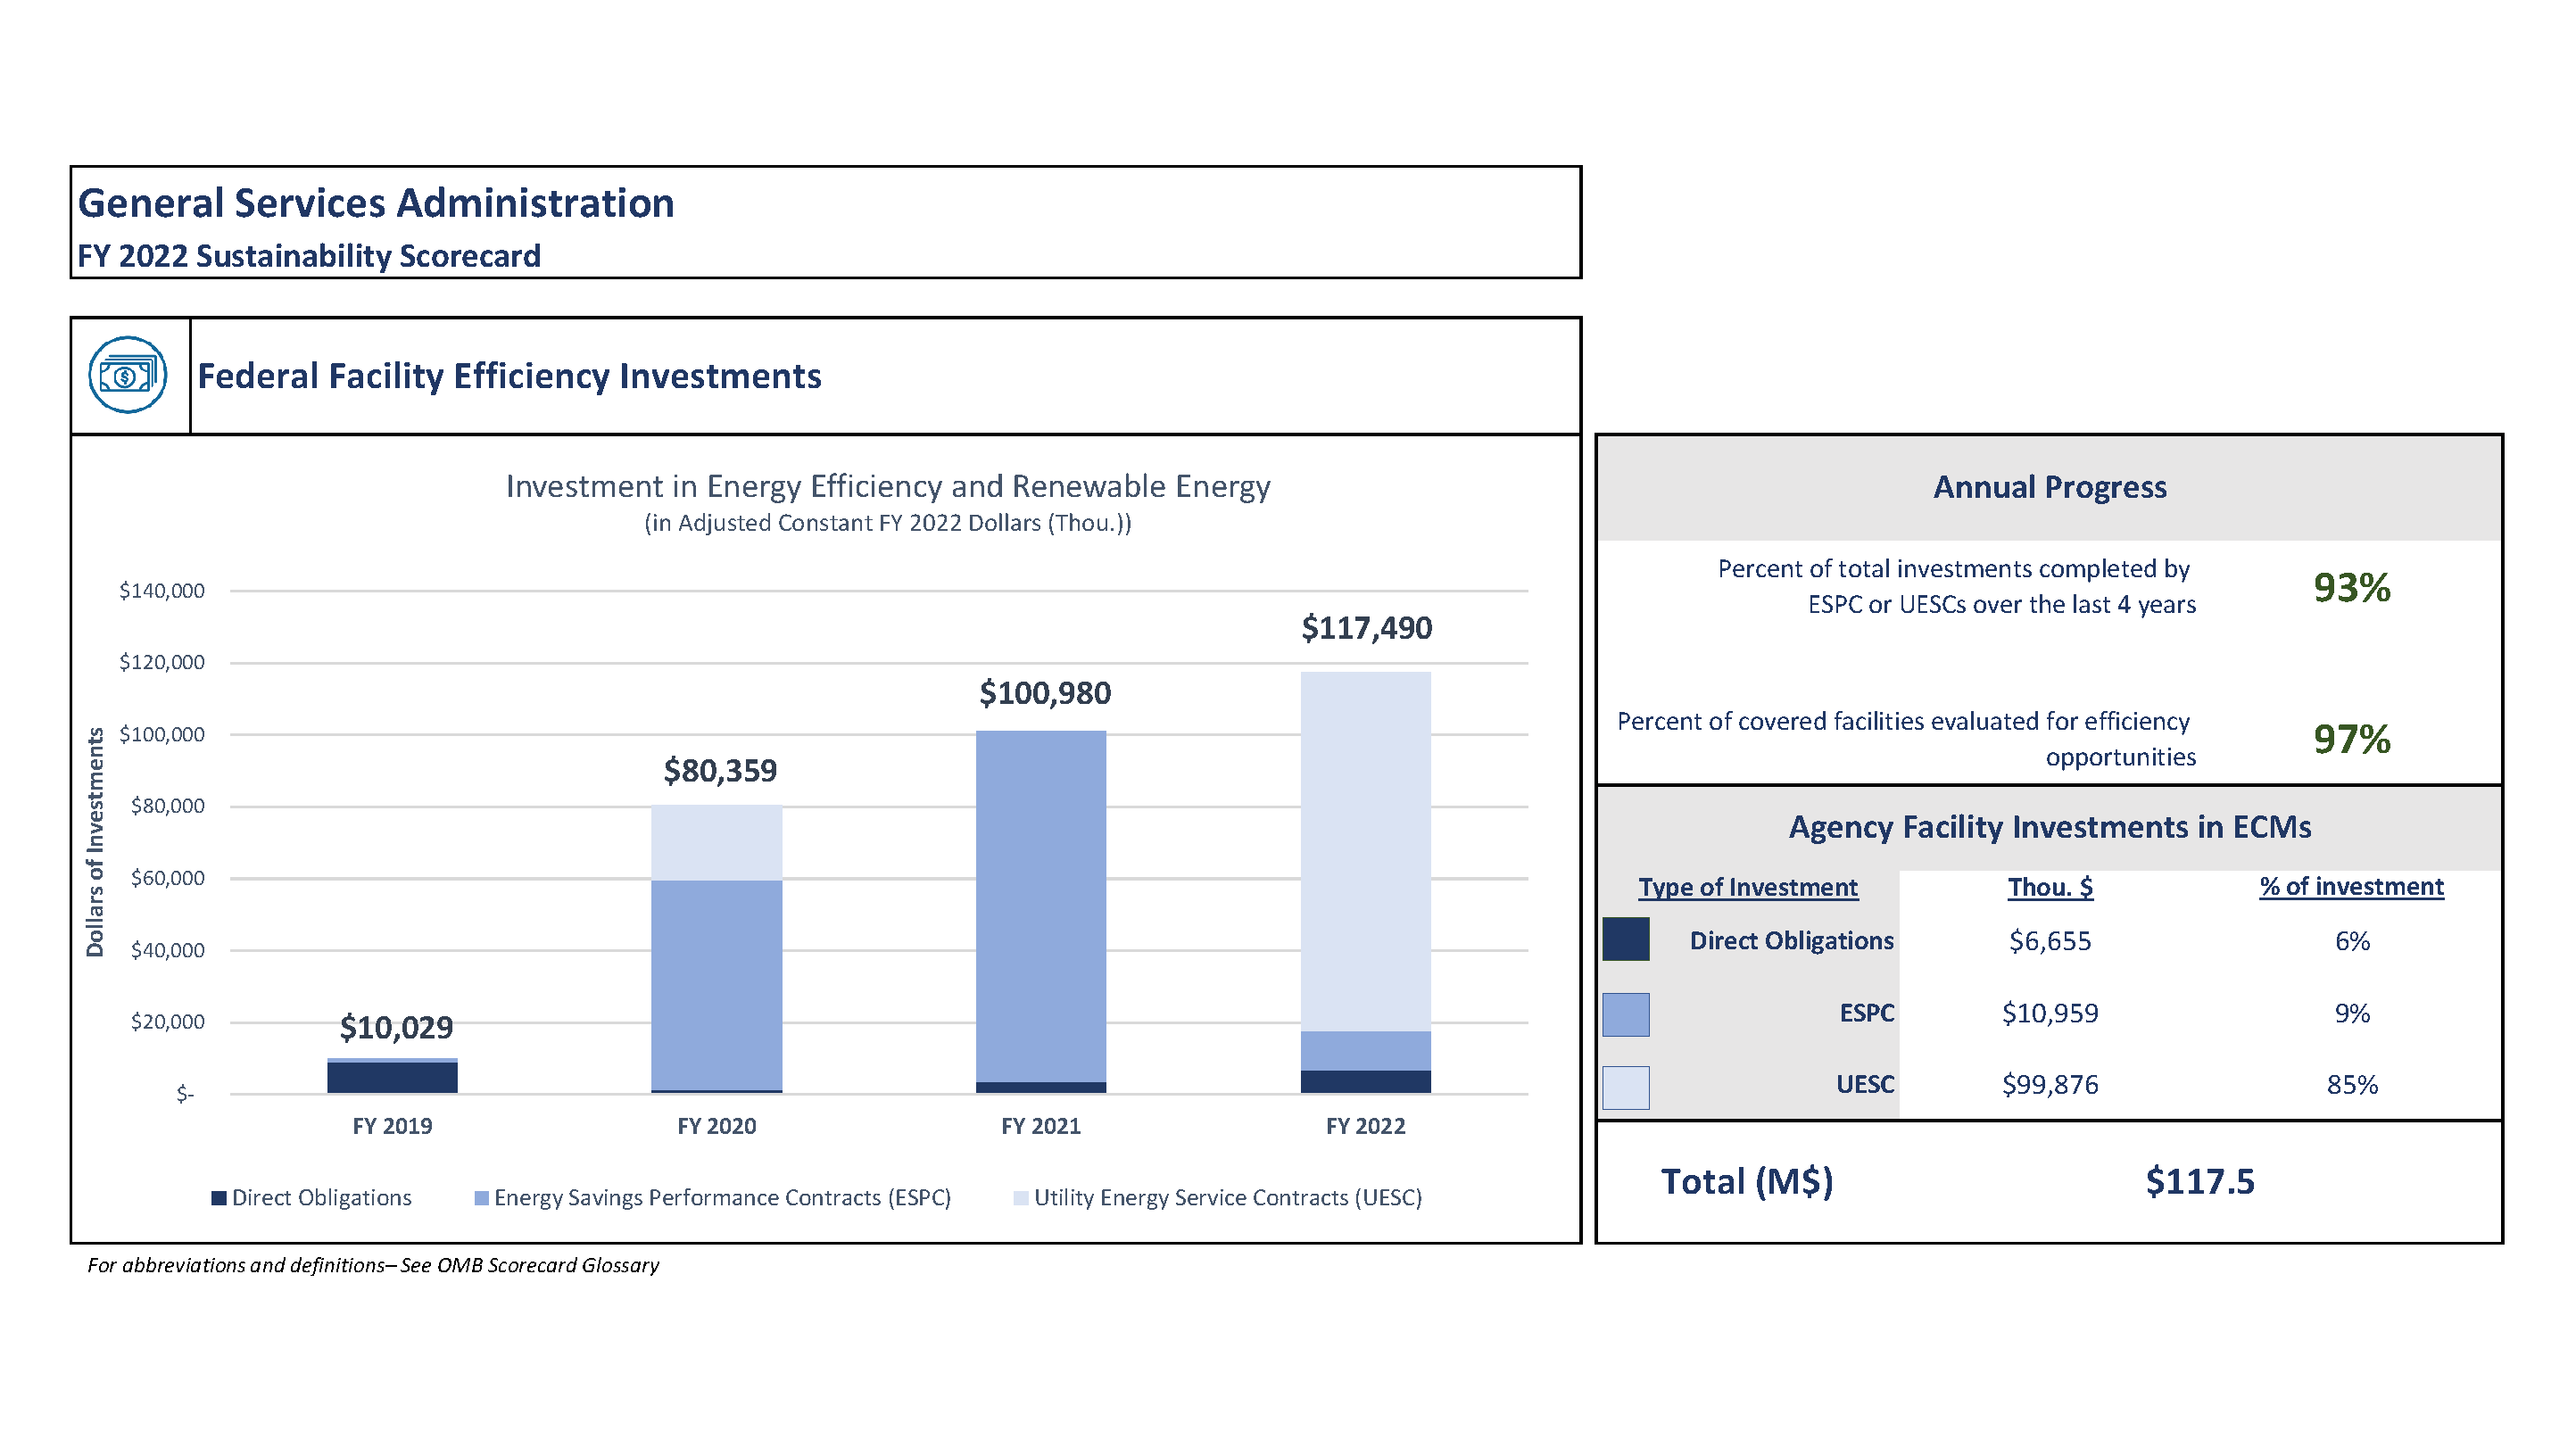 General Services Administration
FY 2022 Sustainability Scorecard
$
Federal Facility Efficiency Investments
Investment in Energy Efficiency and Renewable Energy
(in Adjusted Constant FY 2022 Dollars (Thou.))
Dollars of Investments
$140,000
$120,000
$100,000
$80,000
$60,000
$40,000
$20,000
$-
$10,029
$80,359
$100,980
$117,490
FY 2019
FY 2020
FY 2021
FY 2022
Direct Obligations
Energy Savings Performance Contracts (ESPC)
Utility Energy Service Contracts (UESC)
For abbreviations and definitions– See OMB Scorecard Glossary
Annual Progress
Percent of total investments completed by
ESPC or UESCs over the last 4 years
93%
Percent of covered facilities evaluated for efficiency
opportunities
97%
Agency Facility Investments in ECMs
Type of Investment Thou. $ % of investment
Direct Obligations $6,655 6%
ESPC $10,959 9%
UESC $99,876 85%
Total (M$) $117.5